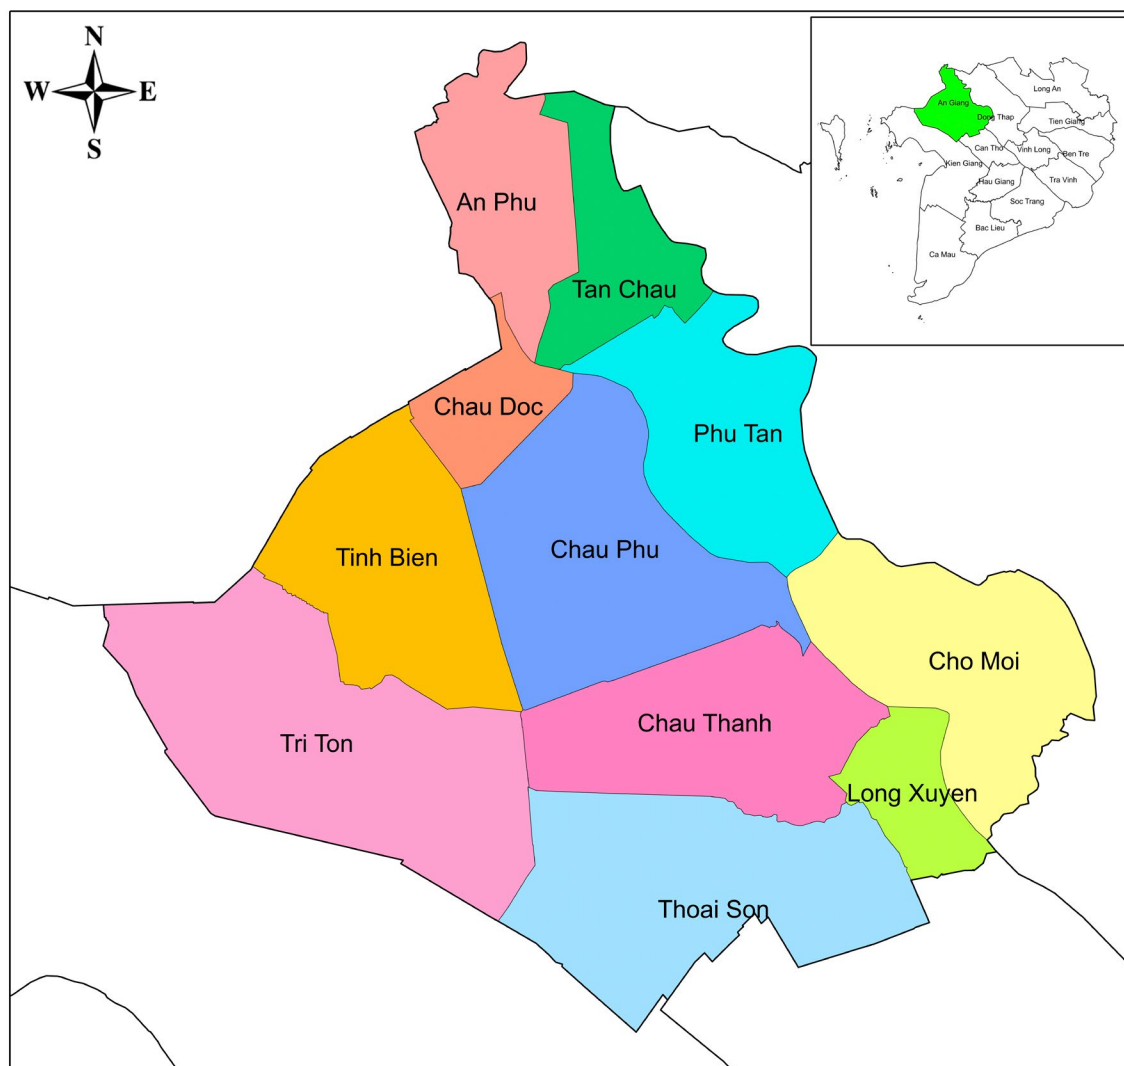 N
W
E
S
An Phu
Tan Chau
Chau Doc
Phu Tan
Tinh Bien
Chau Phu
Cho Moi
Tri Ton
Chau Thanh
Long Xuyen
Thoai Son
Long An
An Giang
Dong Thap
Tien Giang
Can Tho
Vinh Long
Ben Tre
Kien Giang
Hau Giang
Tra Vinh
Soc Trang
Bac Lieu
Ca Mau